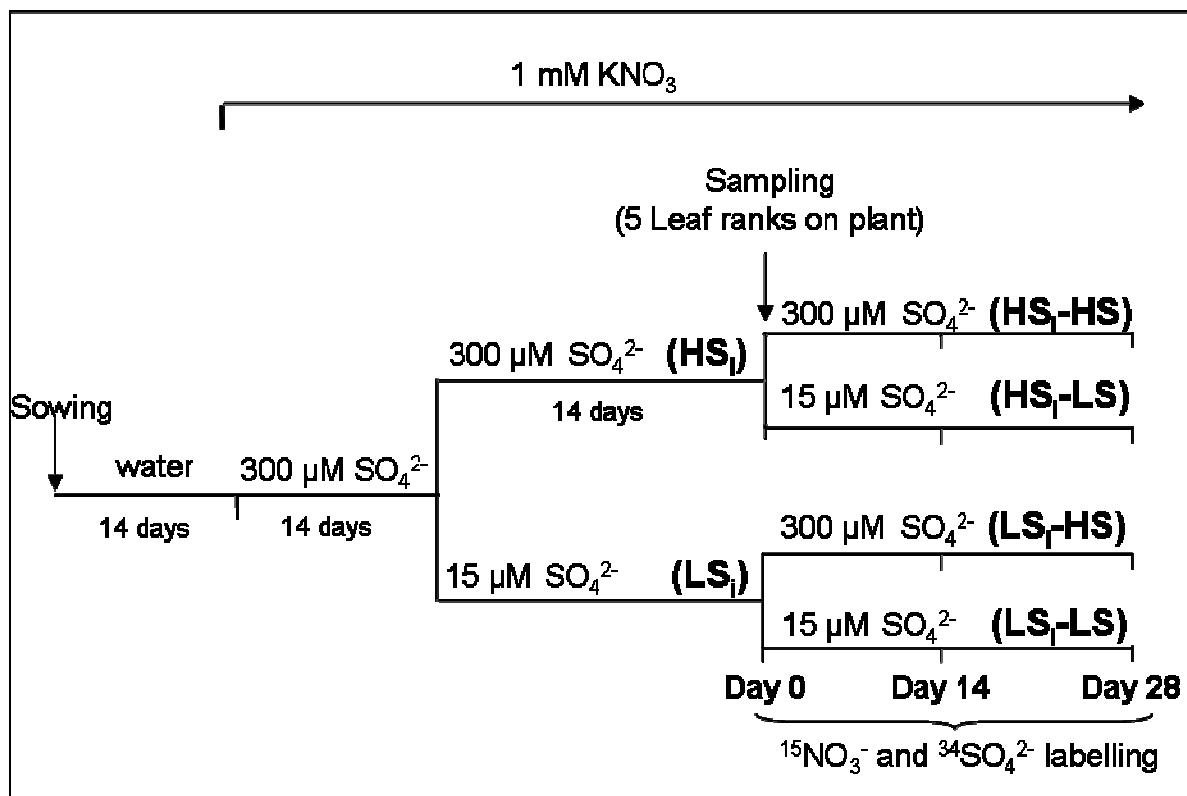 1 mM KNO₃
Sampling
(5 Leaf ranks on plant)
300 µM SO₄²⁻ (HSᵢ-HS)
300 µM SO₄²⁻ (HSᵢ)
14 days
15 µM SO₄²⁻ (HSᵢ-LS)
Sowing
water
300 µM SO₄²⁻
14 days
14 days
300 µM SO₄²⁻ (LSᵢ-HS)
15 µM SO₄²⁻ (LSᵢ)
15 µM SO₄²⁻ (LSᵢ-LS)
Day 0 Day 14 Day 28
¹⁵NO₃⁻ and ³⁴SO₄²⁻ labelling